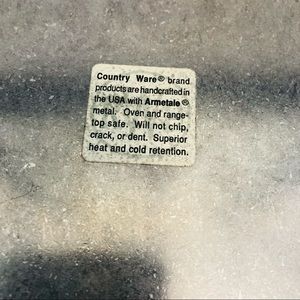 Country Ware® brand
products are handcrafted in
the USA with Armetale®
metal. Oven and range-
top safe. Will not chip,
crack, or dent. Superior
heat and cold retention.